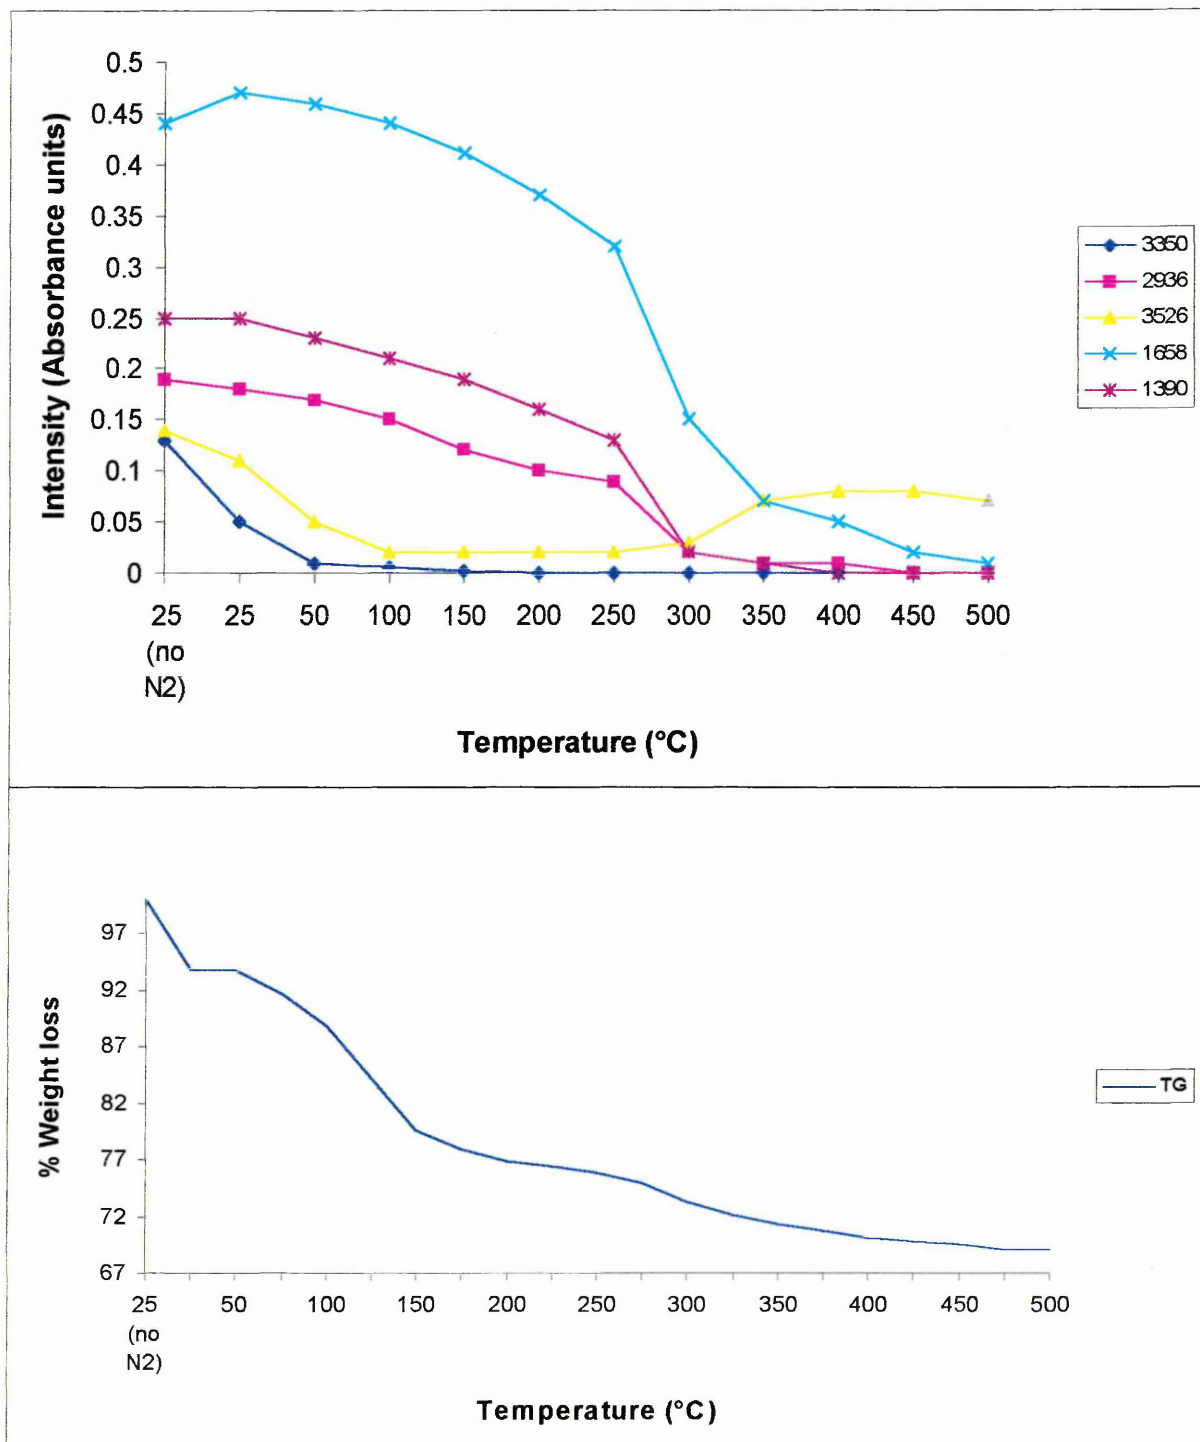 0.5
0.45
0.4
0.35
0.3
0.25
0.2
0.15
0.1
0.05
0
Intensity (Absorbance units)
25 25 50 100 150 200 250 300 350 400 450 500
(no
N2)
Temperature (°C)
3350
2936
3526
1658
1390
97
92
87
82
77
72
67
% Weight loss
25 50 100 150 200 250 300 350 400 450 500
(no
N2)
Temperature (°C)
TG